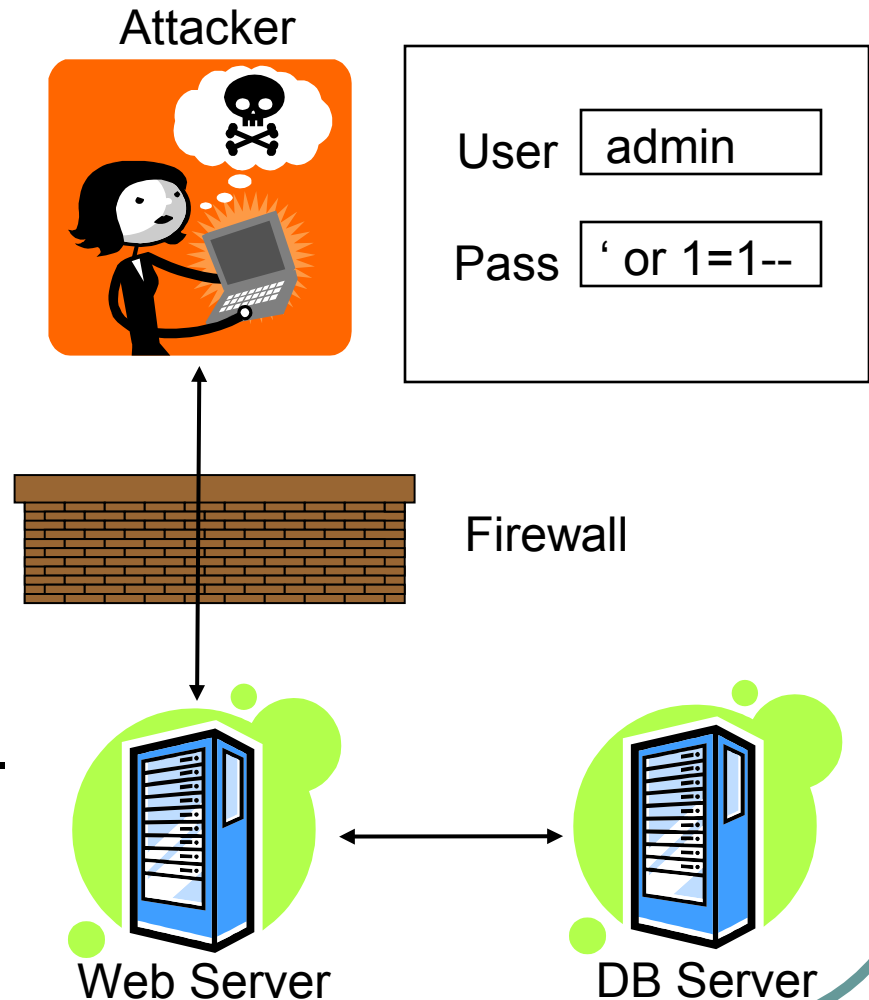 Attacker
User admin
Pass ‘ or 1=1--
Firewall
Web Server
DB Server